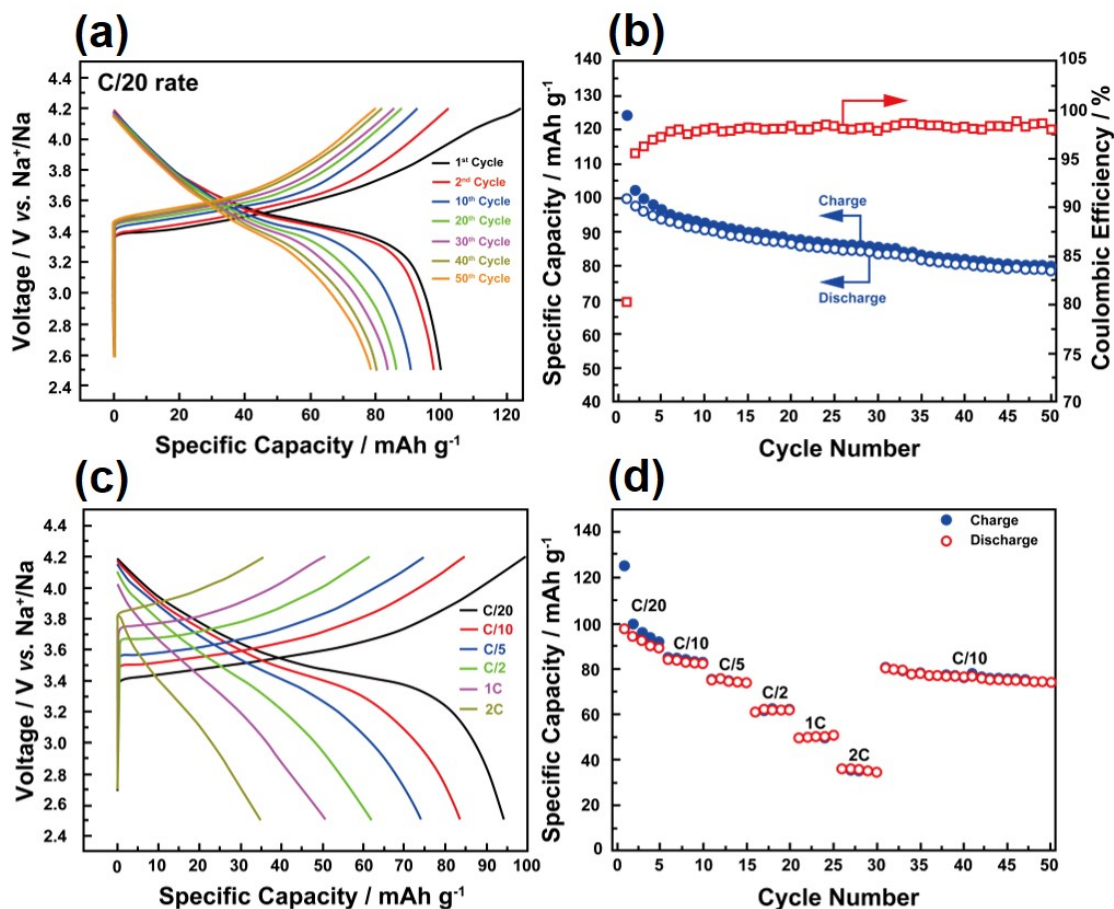 (a)
C/20 rate
Voltage / V vs. Na⁺/Na
4.2
4.0
3.8
3.6
3.4
3.2
3.0
2.8
2.6
2.4
1ˢᵗ Cycle
2ⁿᵈ Cycle
10ᵗʰ Cycle
20ᵗʰ Cycle
30ᵗʰ Cycle
40ᵗʰ Cycle
50ᵗʰ Cycle
0 20 40 60 80 100 120
Specific Capacity / mAh g⁻¹
(b)
Specific Capacity / mAh g⁻¹
140
130
120
110
100
90
80
70
60
50
40
Charge
Discharge
105
100
95
90
85
80
75
70
Coulombic Efficiency / %
0 5 10 15 20 25 30 35 40 45 50
Cycle Number
(c)
Voltage / V vs. Na⁺/Na
4.2
4.0
3.8
3.6
3.4
3.2
3.0
2.8
2.6
2.4
C/20
C/10
C/5
C/2
1C
2C
0 10 20 30 40 50 60 70 80 90 100
Specific Capacity / mAh g⁻¹
(d)
Specific Capacity / mAh g⁻¹
140
120
100
80
60
40
20
0
Charge
Discharge
C/20
C/10
C/5
C/2
1C
2C
C/10
0 5 10 15 20 25 30 35 40 45 50
Cycle Number